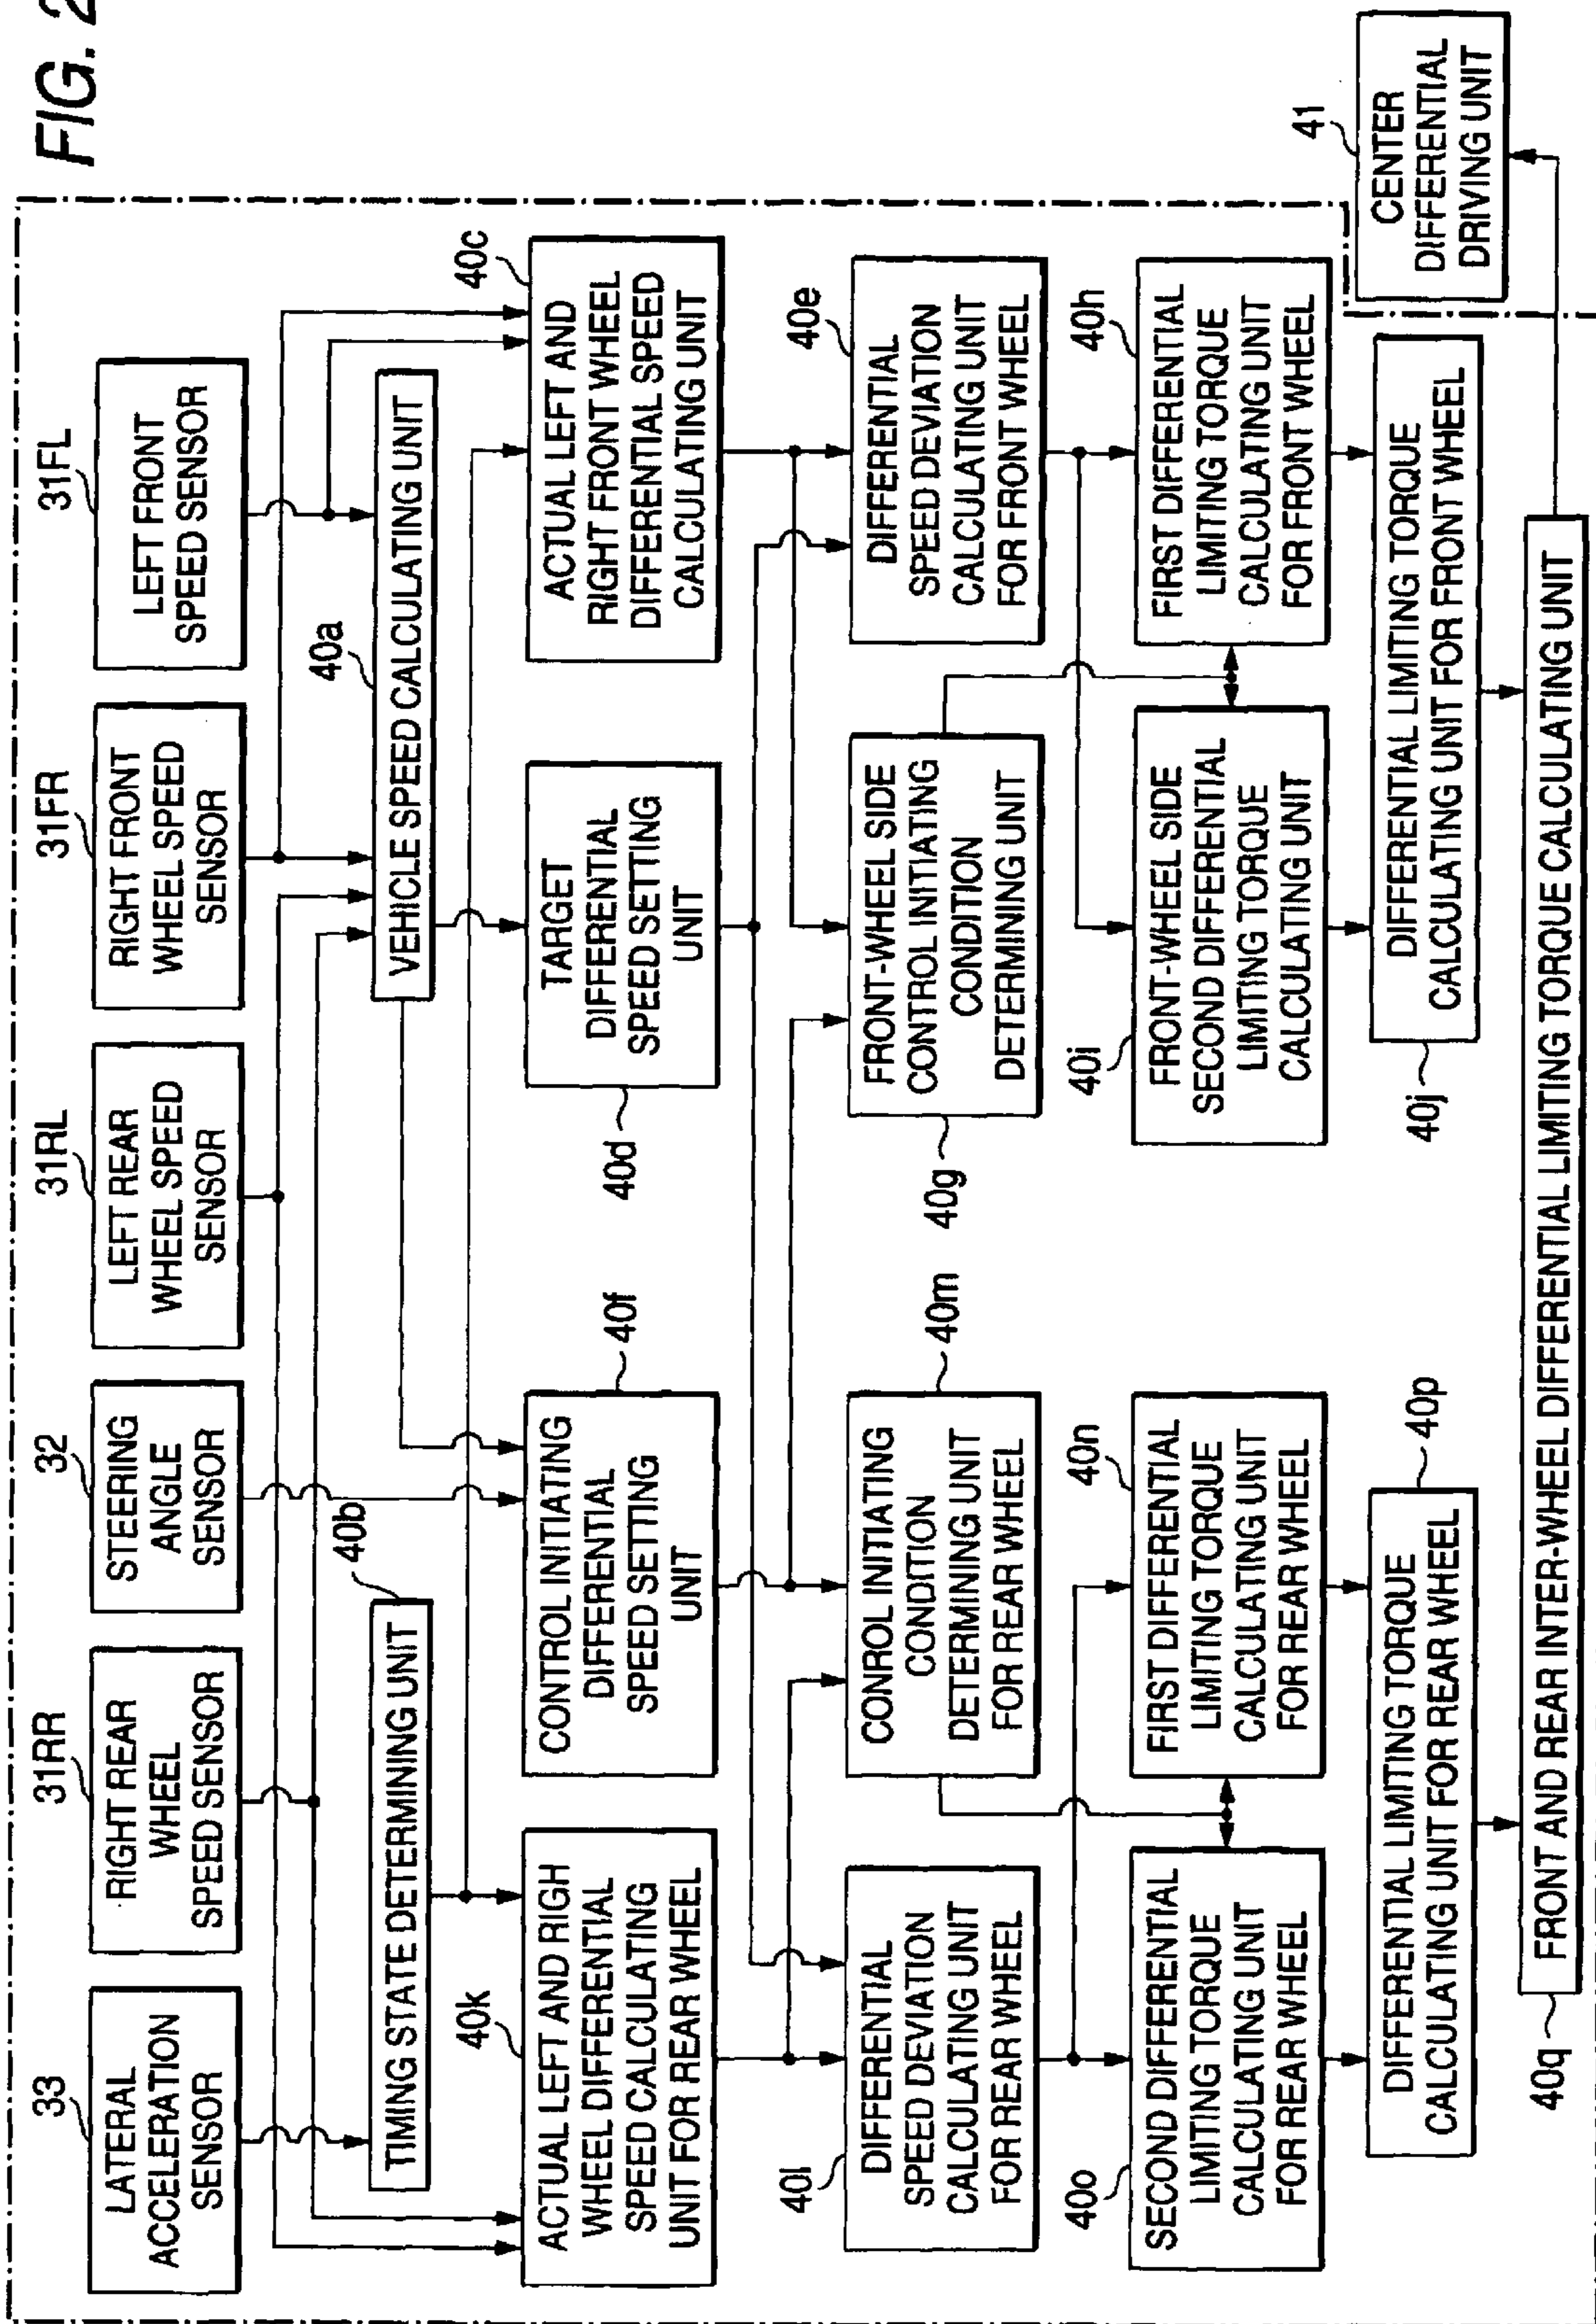 FIG. 2
33
LATERAL
ACCELERATION
SENSOR
31RR
RIGHT REAR
WHEEL
SPEED SENSOR
32
STEERING
ANGLE
SENSOR
31RL
LEFT REAR
WHEEL SPEED
SENSOR
31FR
RIGHT FRONT
WHEEL SPEED
SENSOR
31FL
LEFT FRONT
SPEED SENSOR
40b
TIMING STATE DETERMINING UNIT
40a
VEHICLE SPEED CALCULATING UNIT
40k
ACTUAL LEFT AND RIGH
WHEEL DIFFERENTIAL
SPEED CALCULATING
UNIT FOR REAR WHEEL
40f
CONTROL INITIATING
DIFFERENTIAL
SPEED SETTING
UNIT
40d
TARGET
DIFFERENTIAL
SPEED SETTING
UNIT
40c
ACTUAL LEFT AND
RIGHT FRONT WHEEL
DIFFERENTIAL SPEED
CALCULATING UNIT
40l
DIFFERENTIAL
SPEED DEVIATION
CALCULATING UNIT
FOR REAR WHEEL
40m
CONROL INITIATING
CONDITION
DETERMINING UNIT
FOR REAR WHEEL
40g
FRONT-WHEEL SIDE
CONTROL INITIATING
CONDITION
DETERMINING UNIT
40e
DIFFERENTIAL
SPEED DEVIATION
CALCULATING UNIT
FOR FRONT WHEEL
40o
SECOND DIFFERENTIAL
LIMITING TORQUE
CALCULATING UNIT
FOR REAR WHEEL
40n
FIRST DIFFERENTIAL
LIMITING TORQUE
CALCULATING UNIT
FOR REAR WHEEL
40i
FRONT-WHEEL SIDE
SECOND DIFFERENTIAL
LIMITING TORQUE
CALCULATING UNIT
40h
FIRST DIFFERENTIAL
LIMITING TORQUE
CALCULATING UNIT
FOR FRONT WHEEL
40p
DIFFERENTIAL LIMITING TORQUE
CALCULATING UNIT FOR REAR WHEEL
40j
DIFFERENTIAL LIMITING TORQUE
CALCULATING UNIT FOR FRONT WHEEL
41
CENTER
DIFFERENTIAL
DRIVING UNIT
40q
FRONT AND REAR INTER-WHEEL DIFFERENTIAL LIMITING TORQUE CALCULATING UNIT